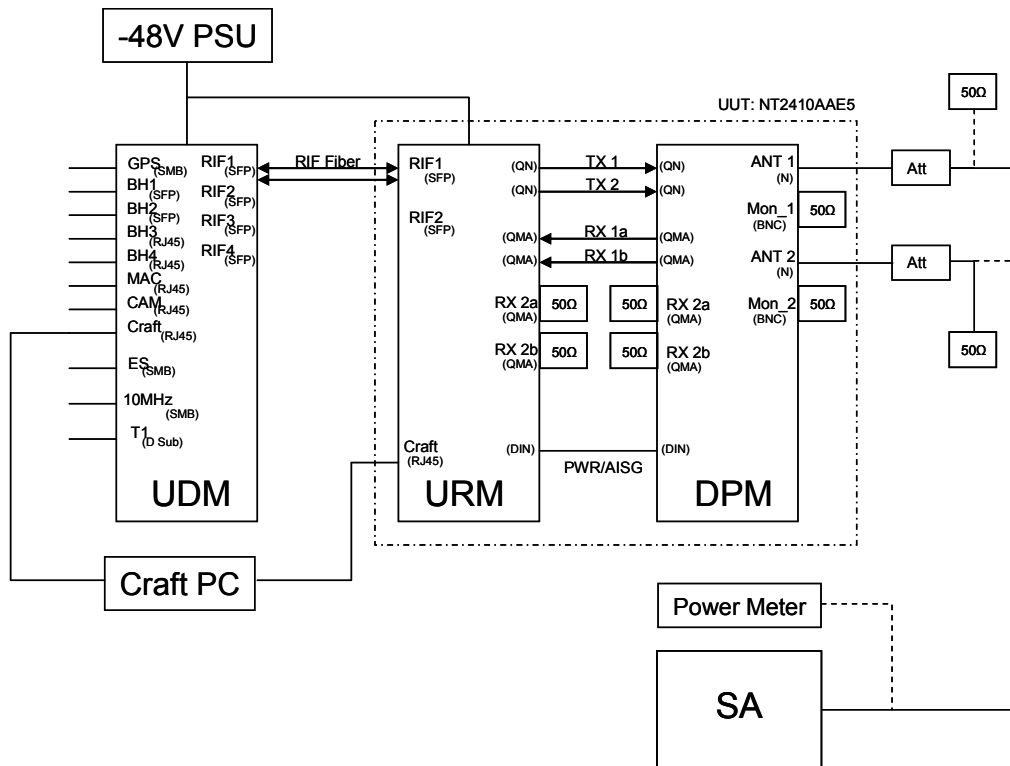 -48V PSU
UUT: NT2410AAE5
50Ω
GPS
(SMB)
BH1
(SFP)
BH2
(SFP)
BH3
(RJ45)
BH4
(RJ45)
MAC
(RJ45)
CAM
(RJ45)
Craft
(RJ45)
ES
(SMB)
10MHz
(SMB)
T1
(D Sub)
RIF1
(SFP)
RIF2
(SFP)
RIF3
(SFP)
RIF4
(SFP)
UDM
RIF Fiber
RIF1
(SFP)
RIF2
(SFP)
Craft
(RJ45)
(QN)
(QN)
(QMA)
(QMA)
RX 2a
(QMA)
RX 2b
(QMA)
(DIN)
URM
TX 1
TX 2
RX 1a
RX 1b
50Ω
50Ω
50Ω
50Ω
PWR/AISG
(QN)
(QN)
(QMA)
(QMA)
RX 2a
(QMA)
RX 2b
(QMA)
(DIN)
ANT 1
(N)
Mon_1
(BNC)
ANT 2
(N)
Mon_2
(BNC)
DPM
50Ω
50Ω
Att
Att
50Ω
Craft PC
Power Meter
SA